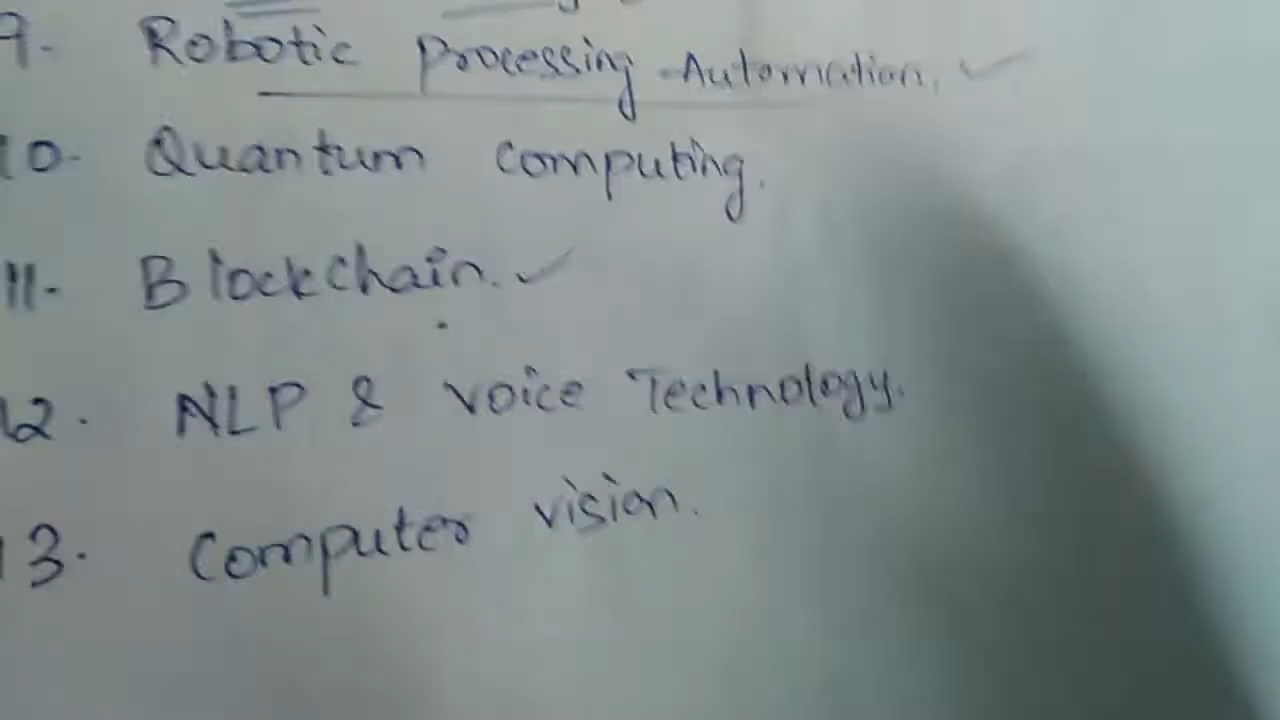 9. Robotic Processing Automation.
10. Quantum Computing.
11. Blockchain.
12. NLP & Voice Technology.
13. Computer vision.